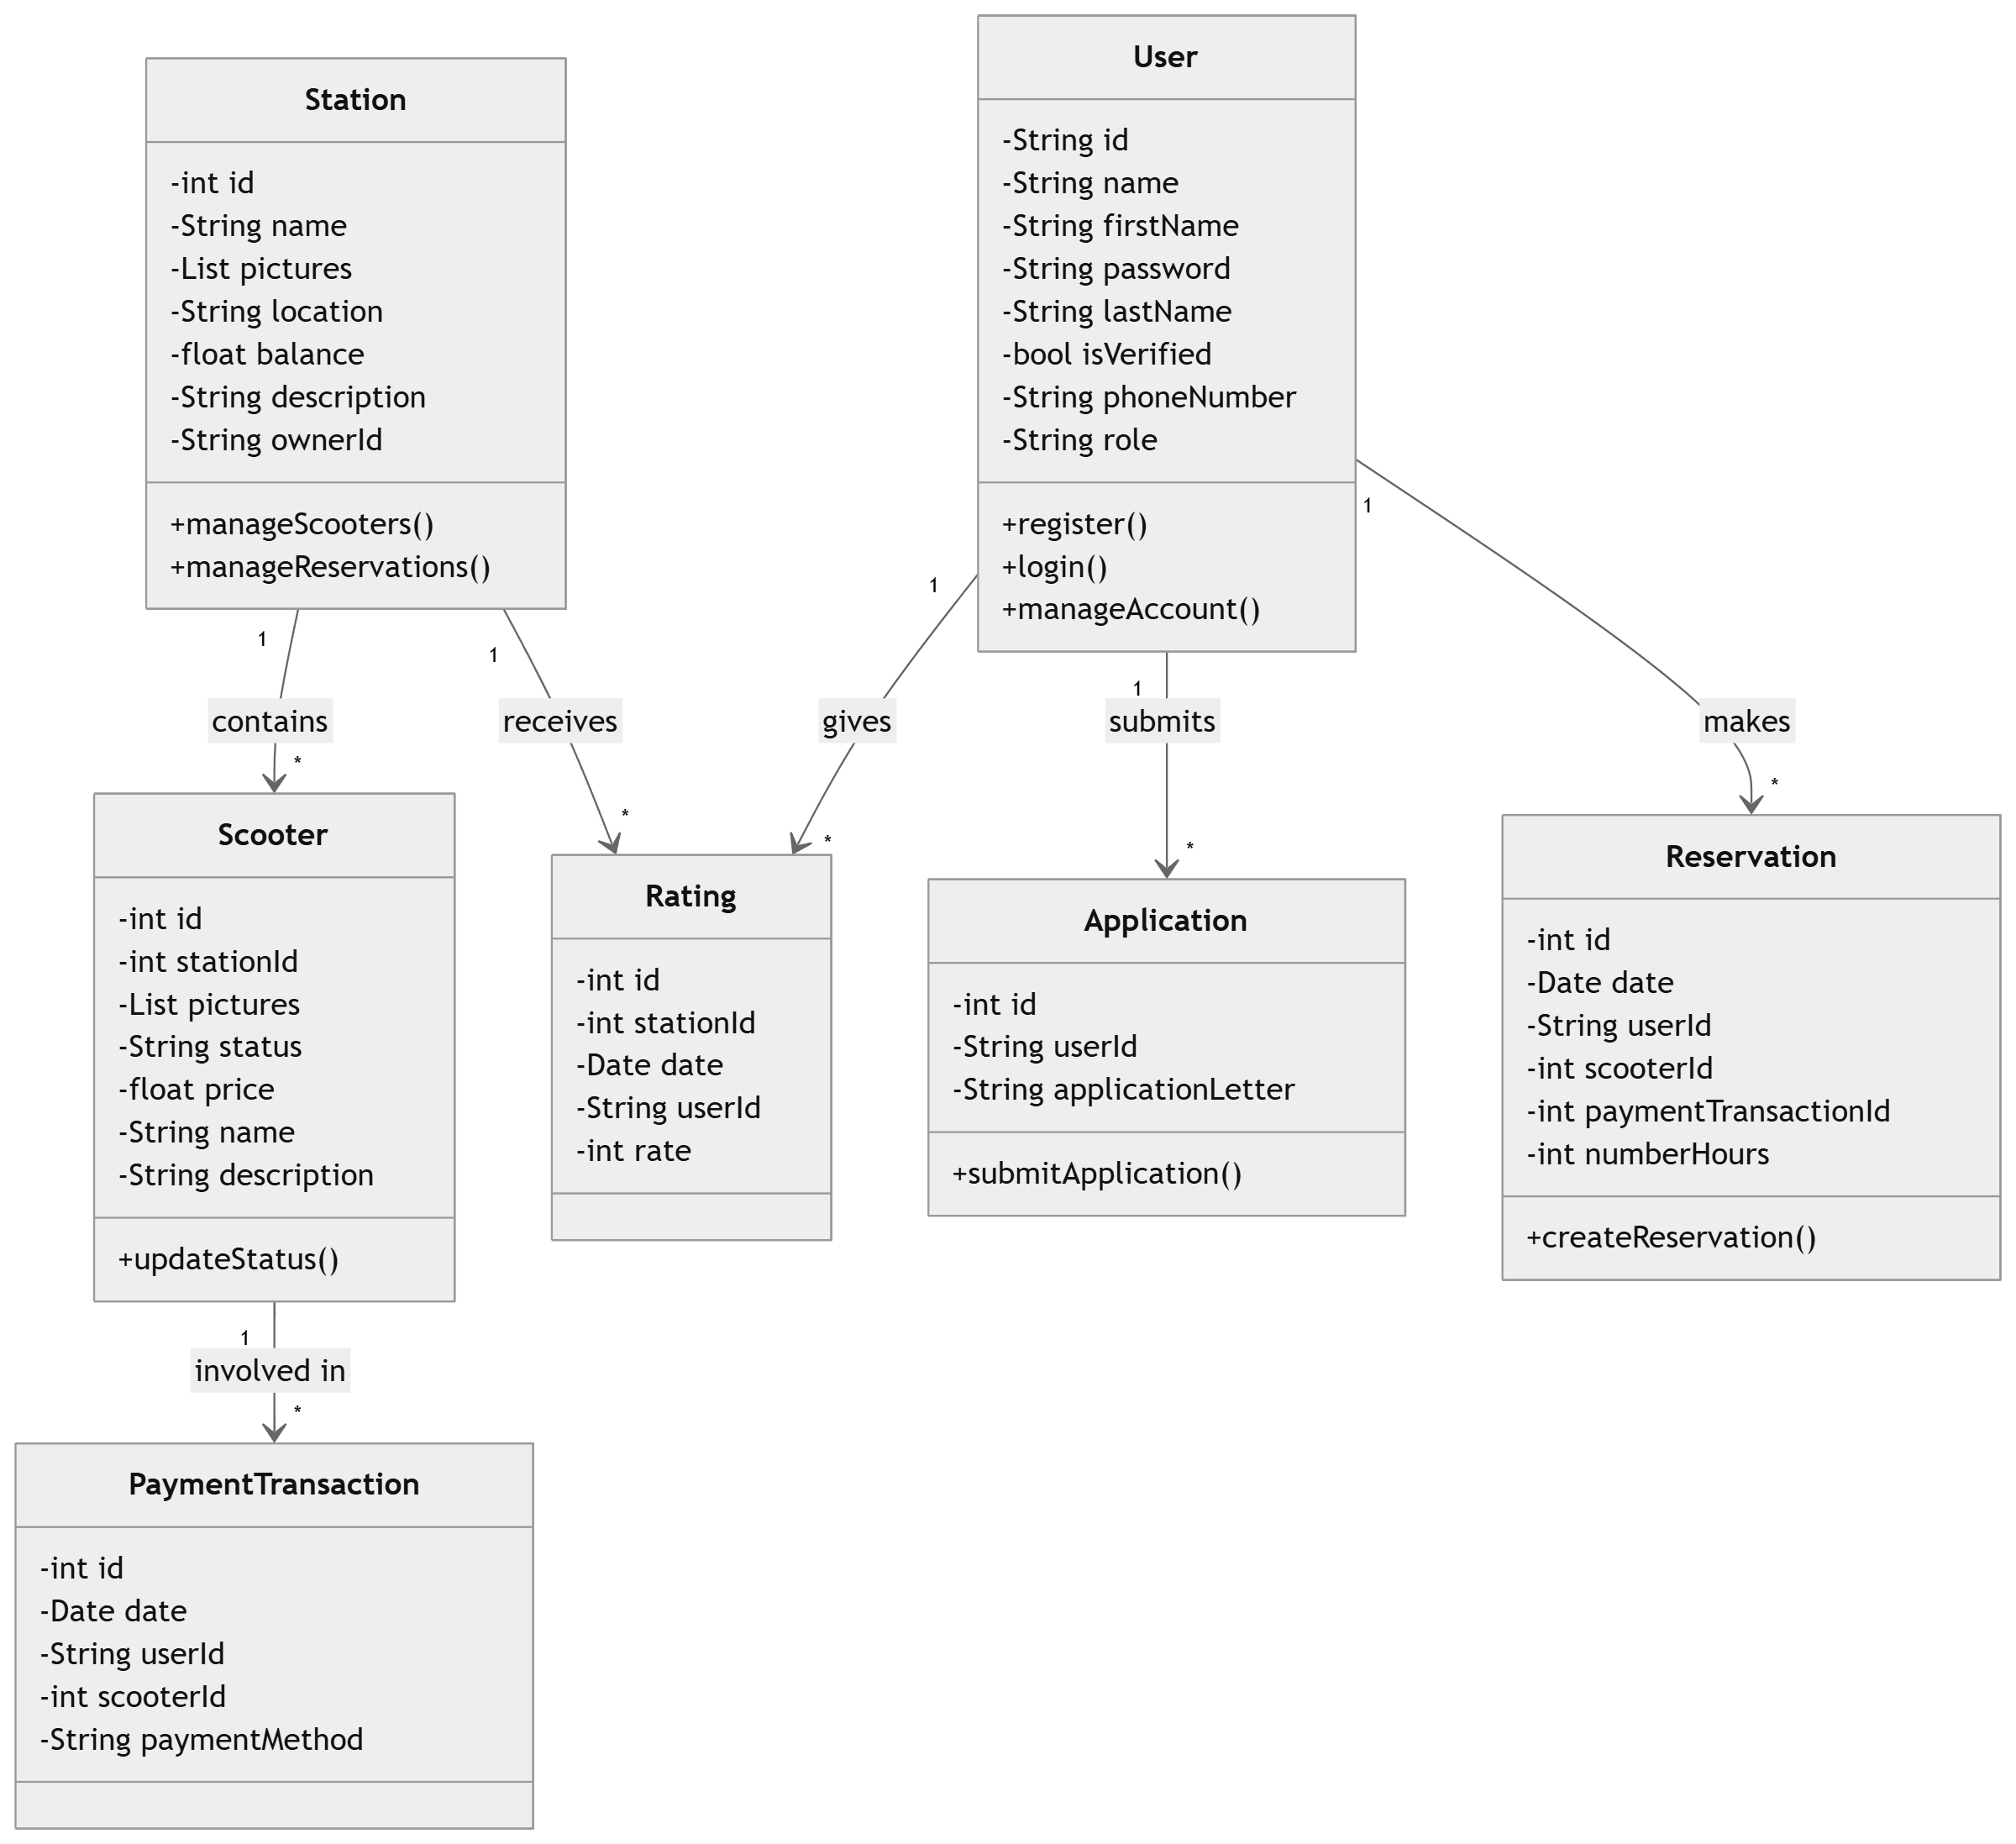 Station
-int id
-String name
-List pictures
-String location
-float balance
-String description
-String ownerId
+manageScooters()
+manageReservations()
User
-String id
-String name
-String firstName
-String password
-String lastName
-bool isVerified
-String phoneNumber
-String role
+register()
+login()
+manageAccount()
1
contains
*
1
receives
*
1
gives
*
1
submits
*
1
makes
*
Scooter
-int id
-int stationId
-List pictures
-String status
-float price
-String name
-String description
+updateStatus()
Rating
-int id
-int stationId
-Date date
-String userId
-int rate
Application
-int id
-String userId
-String applicationLetter
+submitApplication()
Reservation
-int id
-Date date
-String userId
-int scooterId
-int paymentTransactionId
-int numberHours
+createReservation()
1
involved in
*
PaymentTransaction
-int id
-Date date
-String userId
-int scooterId
-String paymentMethod